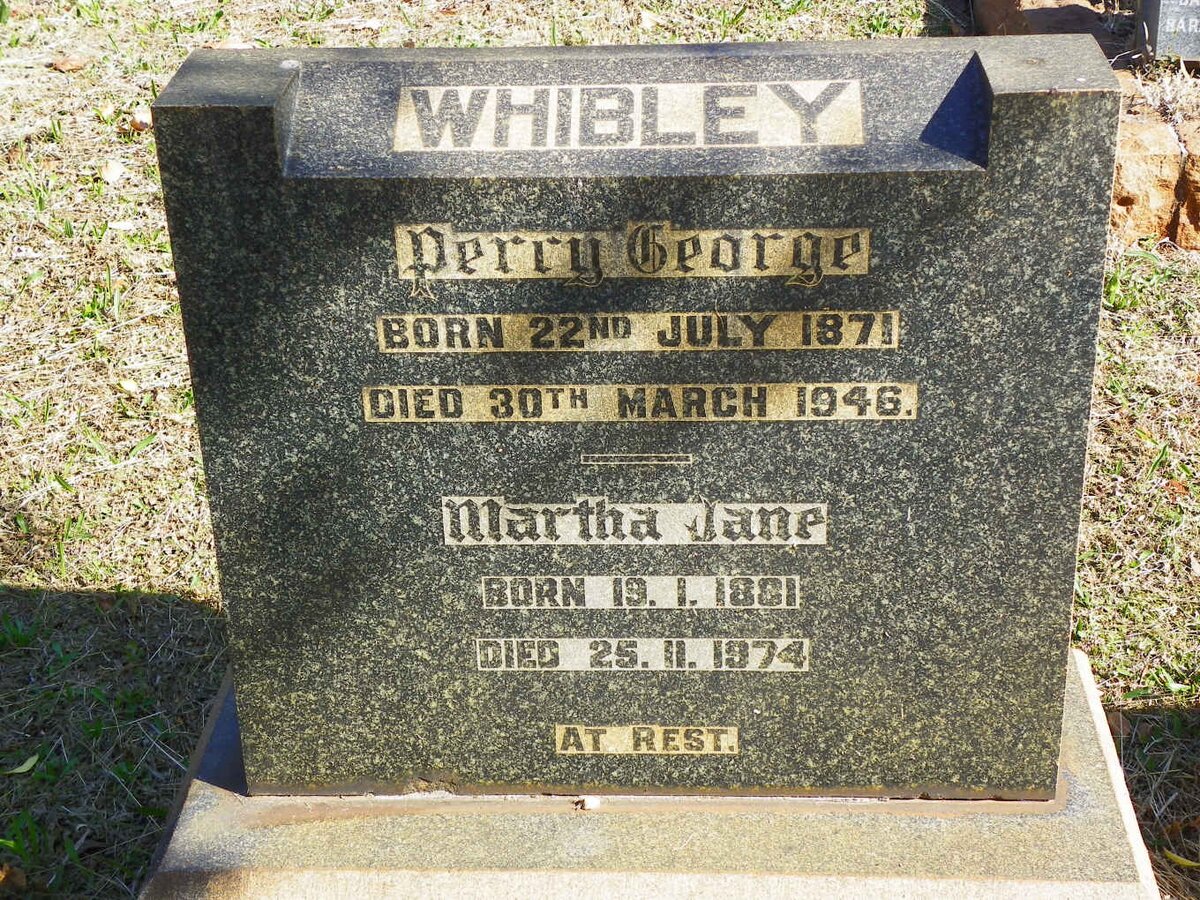 WHIBLEY
Perry George
BORN 22ND JULY 1871
DIED 30TH MARCH 1946.
Martha Jane
BORN 19. 1. 1881
DIED 25. 11. 1974
AT REST.